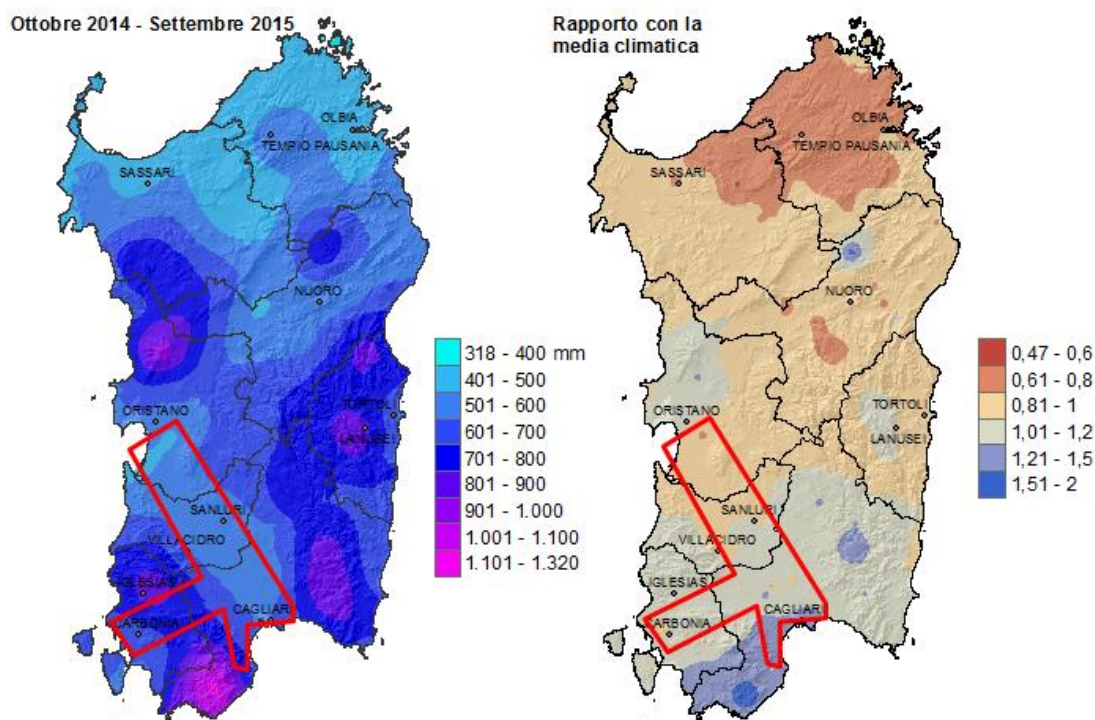 Ottobre 2014 - Settembre 2015
OLBIA
TEMPIO PAUSANIA
SASSARI
NUORO
ORISTANO
TORTOLI
LANUSEI
SANLURI
VILLACIDRO
IGLESIAS
CARBONIA
CAGLIARI
318 - 400 mm
401 - 500
501 - 600
601 - 700
701 - 800
801 - 900
901 - 1.000
1.001 - 1.100
1.101 - 1.320
Rapporto con la
media climatica
OLBIA
TEMPIO PAUSANIA
SASSARI
NUORO
ORISTANO
TORTOLI
LANUSEI
SANLURI
VILLACIDRO
IGLESIAS
CARBONIA
CAGLIARI
0,47 - 0,6
0,61 - 0,8
0,81 - 1
1,01 - 1,2
1,21 - 1,5
1,51 - 2